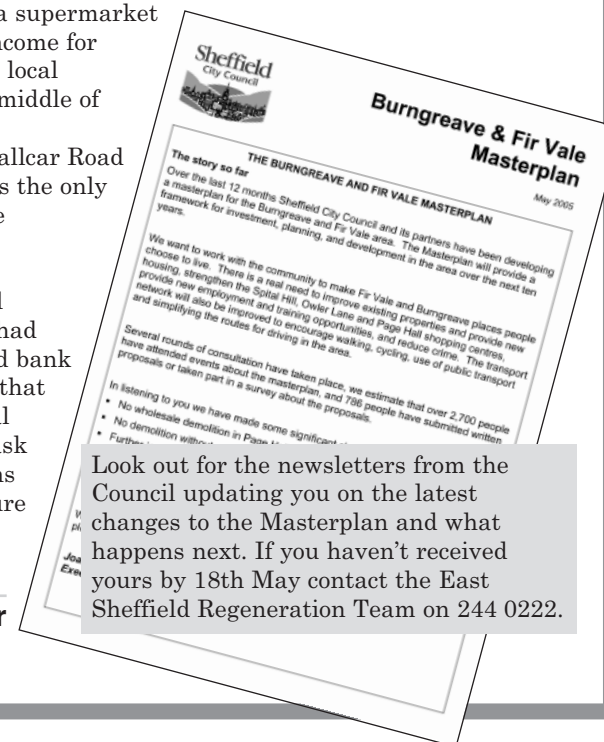 a supermarket
ncome for
local
middle of
allcar Road
s the only
e
l
had
d bank
that
l
isk
ns
ure
r
Sheffield
City Council
Burngreave & Fir Vale
Masterplan
May 2005
THE BURNGREAVE AND FIR VALE MASTERPLAN
The story so far
Over the last 12 months Sheffield City Council and its partners have been developing
a masterplan for the Burngreave and Fir Vale area. The Masterplan will provide a
framework for investment, planning, and development in the area over the next ten
years.
We want to work with the community to make Fir Vale and Burngreave places people
choose to live. There is a real need to improve existing properties and provide new
housing, strengthen the Spital Hill, Owler Lane and Page Hall shopping centres,
provide new employment and training opportunities, and reduce crime. The transport
network will also be improved to encourage walking, cycling, use of public transport
and simplifying the routes for driving in the area.
Several rounds of consultation have taken place, we estimate that over 2,700 people
have attended events about the masterplan, and 786 people have submitted written
proposals or taken part in a survey about the proposals.
In listening to you we have made some significant
• No wholesale demolition in Page
• No demolition without
• Further
Look out for the newsletters from the
Council updating you on the latest
changes to the Masterplan and what
happens next. If you haven't received
yours by 18th May contact the East
Sheffield Regeneration Team on 244 0222.